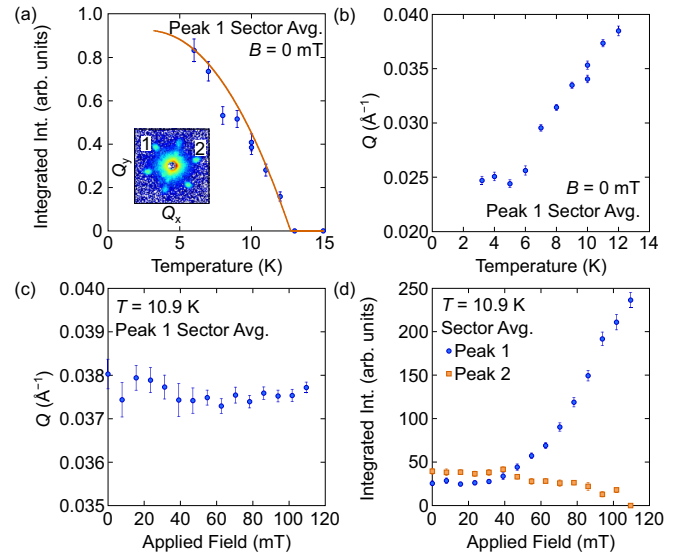 (a)
Peak 1 Sector Avg.
B = 0 mT
Integrated Int. (arb. units)
1.0
0.8
0.6
0.4
0.2
0
1
2
Qy
Qx
0
5
10
15
Temperature (K)
(b)
Q (Å⁻¹)
0.040
0.035
0.030
0.025
0.020
B = 0 mT
Peak 1 Sector Avg.
0 2 4 6 8 10 12 14
Temperature (K)
(c)
T = 10.9 K
Peak 1 Sector Avg.
Q (Å⁻¹)
0.040
0.039
0.038
0.037
0.036
0.035
0 20 40 60 80 100 120
Applied Field (mT)
(d)
T = 10.9 K
Sector Avg.
Peak 1
Peak 2
Integrated Int. (arb. units)
250
200
150
100
50
0
0 20 40 60 80 100 120
Applied Field (mT)